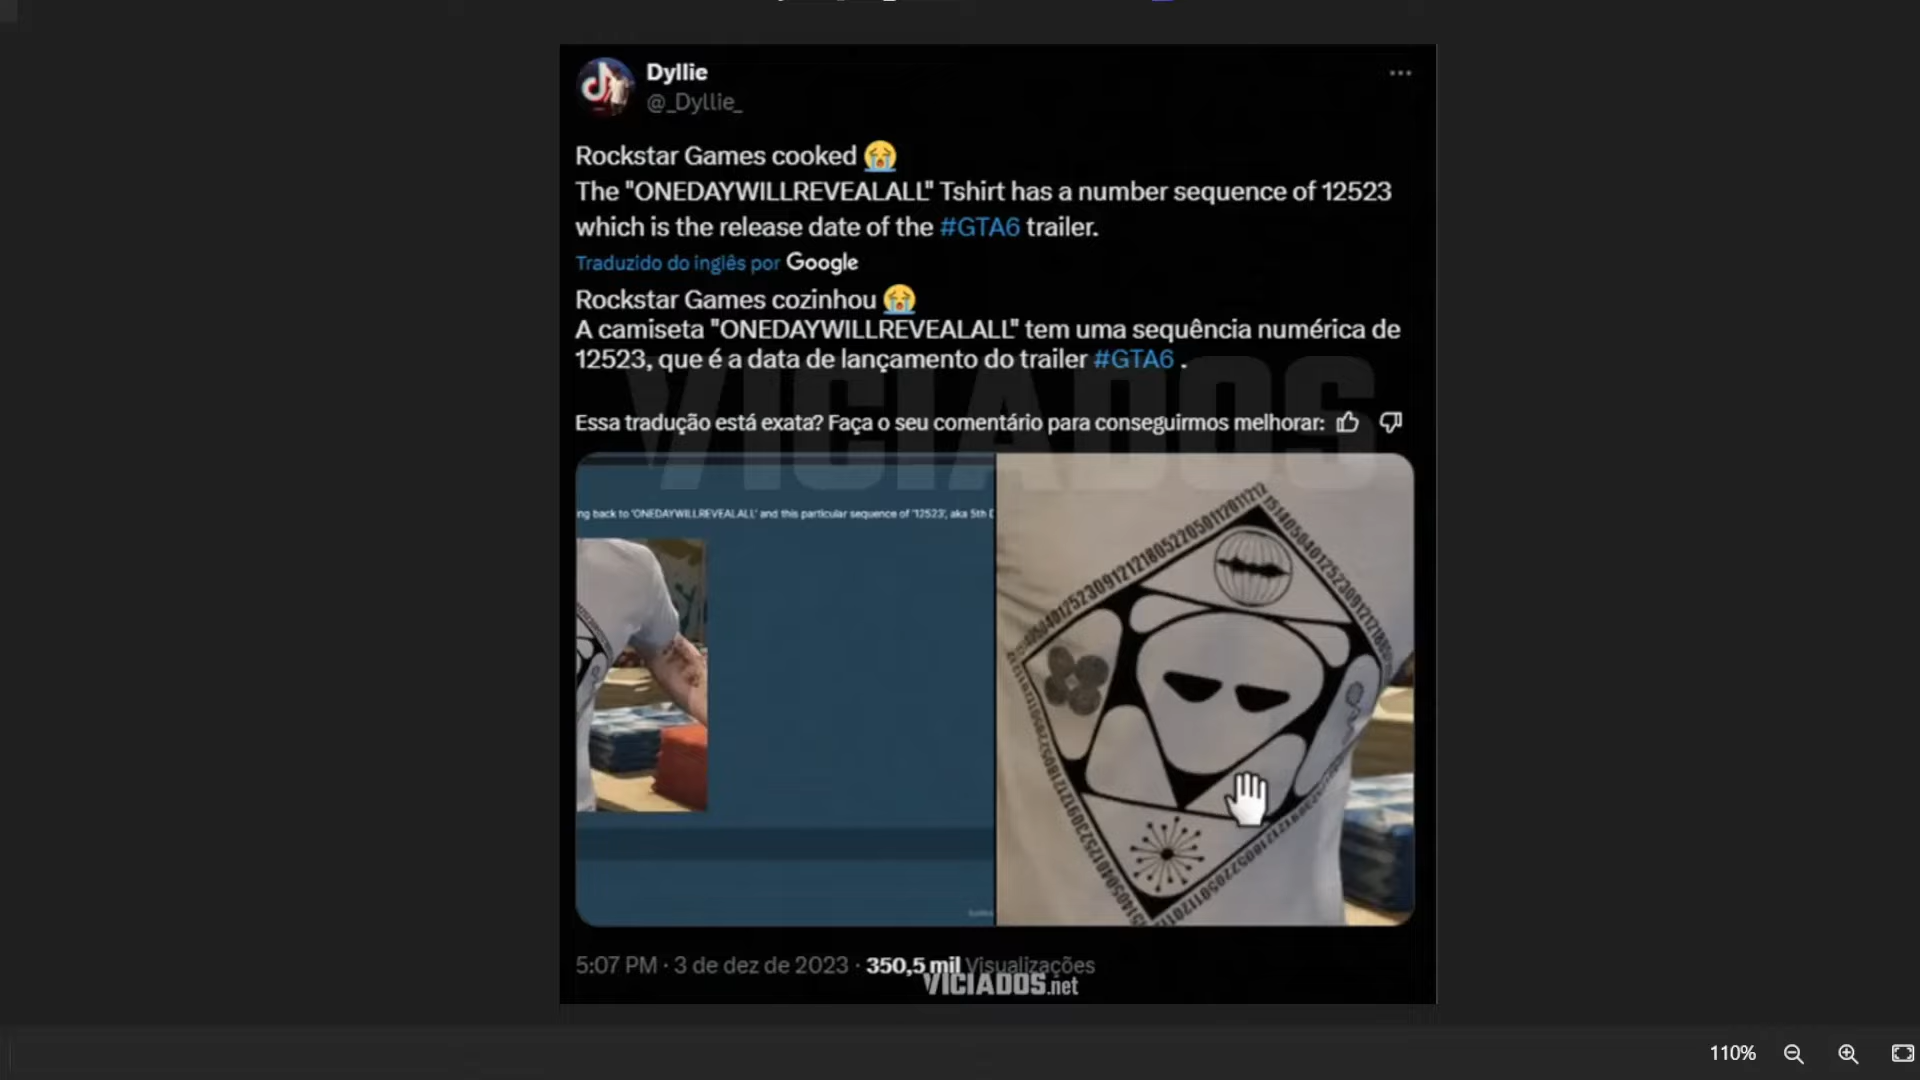 Dyllie
@_Dyllie_
Rockstar Games cooked 😭
The "ONEDAYWILLREVEALALL" Tshirt has a number sequence of 12523
which is the release date of the #GTA6 trailer.
Traduzido do inglês por Google
Rockstar Games cozinhou 😭
A camiseta "ONEDAYWILLREVEALALL" tem uma sequência numérica de
12523, que é a data de lançamento do trailer #GTA6 .
VICIADOS
Essa tradução está exata? Faça o seu comentário para conseguirmos melhorar:
ng back to 'ONEDAYWILLREVEALALL' and this particular sequence of '12523', aka 5th
5:07 PM · 3 de dez de 2023 · 350,5 mil Visualizações
VICIADOS.net
110%